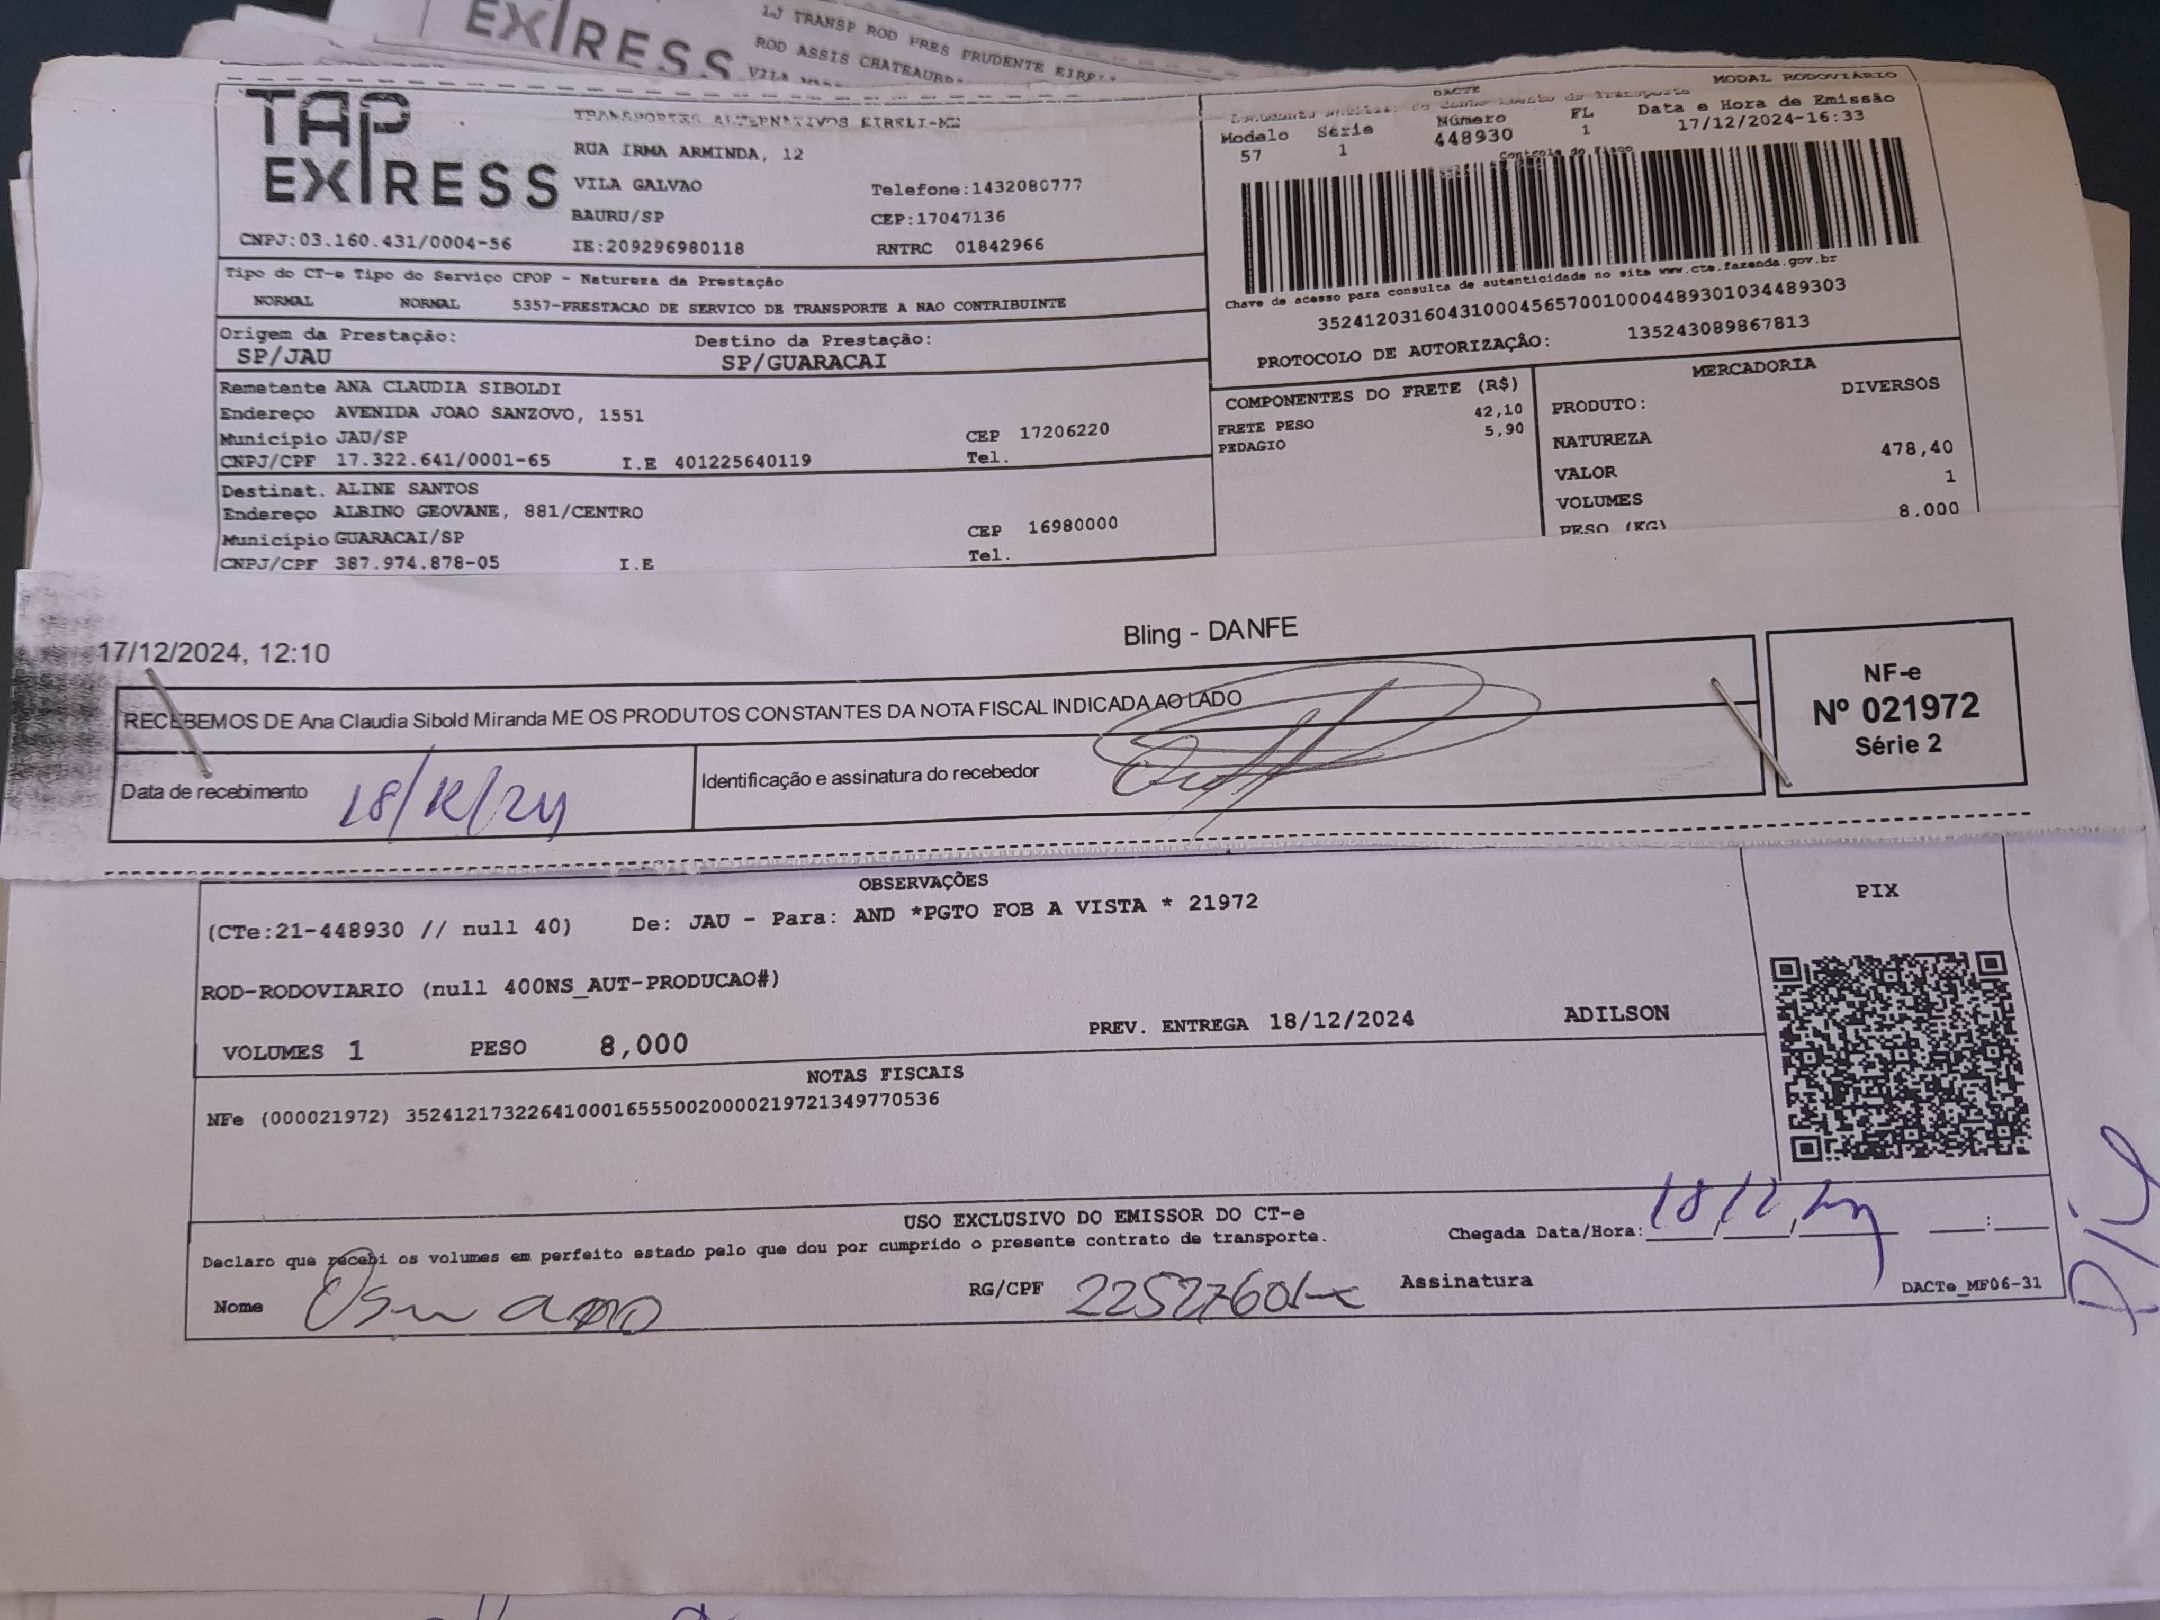 EXPRESS
LJ TRANSP ROD PRES PRUDENTE
ROD ASSIS CHATEAUBR
TAP
EXPRESS
TRANSPORTES ALTERNATIVOS EIRELI-ME
RUA IRMA ARMINDA, 12
VILA GALVAO Telefone:1432080777
BAURU/SP CEP:17047136
CNPJ:03.160.431/0004-56 IE:209296980118 RNTRC 01842966
MODAL RODOVIÁRIO
DACTE
Modelo Série Número FL Data e Hora de Emissão
57 1 448930 1 17/12/2024-16:33
Controle do Fisco
Chave de acesso para consulta de autenticidade no site www.cte.fazenda.gov.br
35241203160431000456570010004489301034489303
PROTOCOLO DE AUTORIZAÇÃO: 135243089867813
Tipo do CT-e Tipo do Serviço CFOP - Natureza da Prestação
NORMAL NORMAL 5357-PRESTACAO DE SERVICO DE TRANSPORTE A NAO CONTRIBUINTE
Origem da Prestação: Destino da Prestação:
SP/JAU SP/GUARACAI
Remetente ANA CLAUDIA SIBOLDI
Endereço AVENIDA JOAO SANZOVO, 1551
Município JAU/SP CEP 17206220
CNPJ/CPF 17.322.641/0001-65 I.E 401225640119 Tel.
Destinat. ALINE SANTOS
Endereço ALBINO GEOVANE, 881/CENTRO
Município GUARACAI/SP CEP 16980000
CNPJ/CPF 387.974.878-05 I.E Tel.
COMPONENTES DO FRETE (R$)
FRETE PESO 42,10
PEDAGIO 5,90
MERCADORIA
PRODUTO: DIVERSOS
NATUREZA
VALOR 478,40
VOLUMES 1
PESO (KG) 8,000
17/12/2024, 12:10 Bling - DANFE
RECEBEMOS DE Ana Claudia Sibold Miranda ME OS PRODUTOS CONSTANTES DA NOTA FISCAL INDICADA AO LADO
Data de recebimento 18/12/24 Identificação e assinatura do recebedor
NF-e
Nº 021972
Série 2
OBSERVAÇÕES
(CTe:21-448930 // null 40) De: JAU - Para: AND *PGTO FOB A VISTA * 21972
ROD-RODOVIARIO (null 400NS_AUT-PRODUCAO#)
VOLUMES 1 PESO 8,000 PREV. ENTREGA 18/12/2024 ADILSON
PIX
NOTAS FISCAIS
NFe (000021972) 35241217322641000165550020000219721349770536
USO EXCLUSIVO DO EMISSOR DO CT-e
Declaro que recebi os volumes em perfeito estado pelo que dou por cumprido o presente contrato de transporte.
Chegada Data/Hora: 18/12/24 :
Nome RG/CPF Assinatura
DACTe_MF06-31